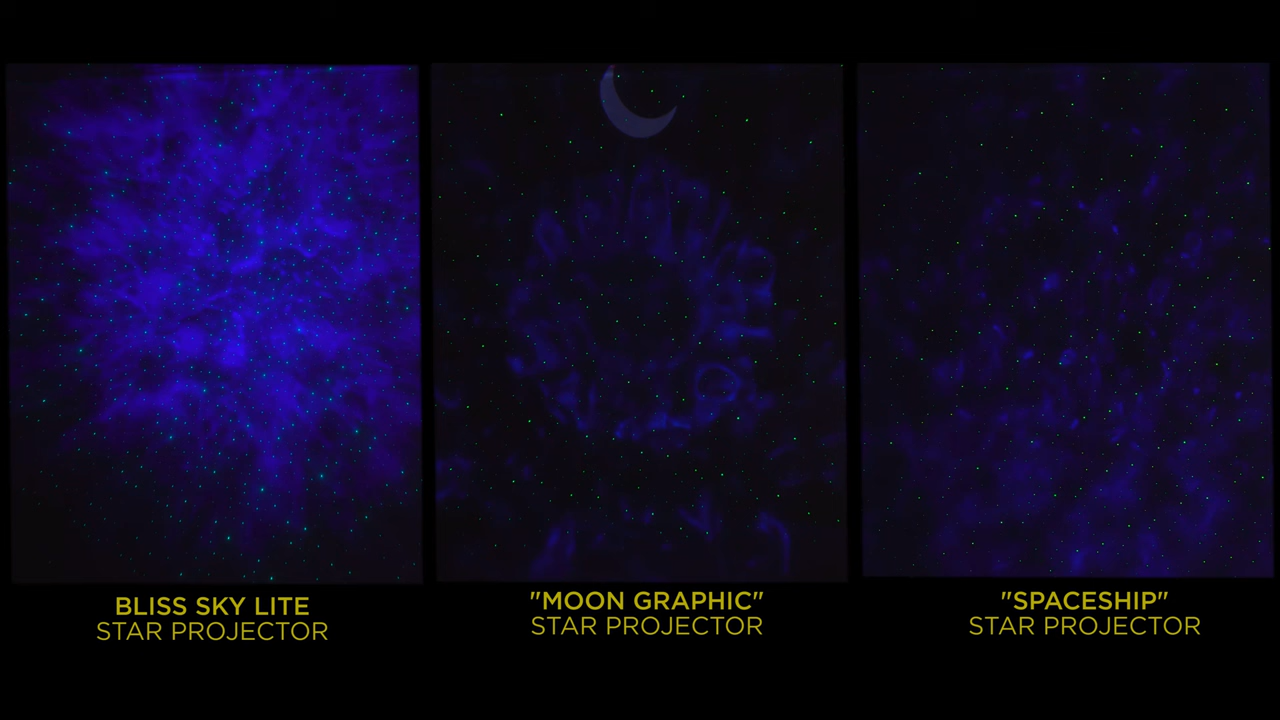 BLISS SKY LITE
STAR PROJECTOR
"MOON GRAPHIC"
STAR PROJECTOR
"SPACESHIP"
STAR PROJECTOR